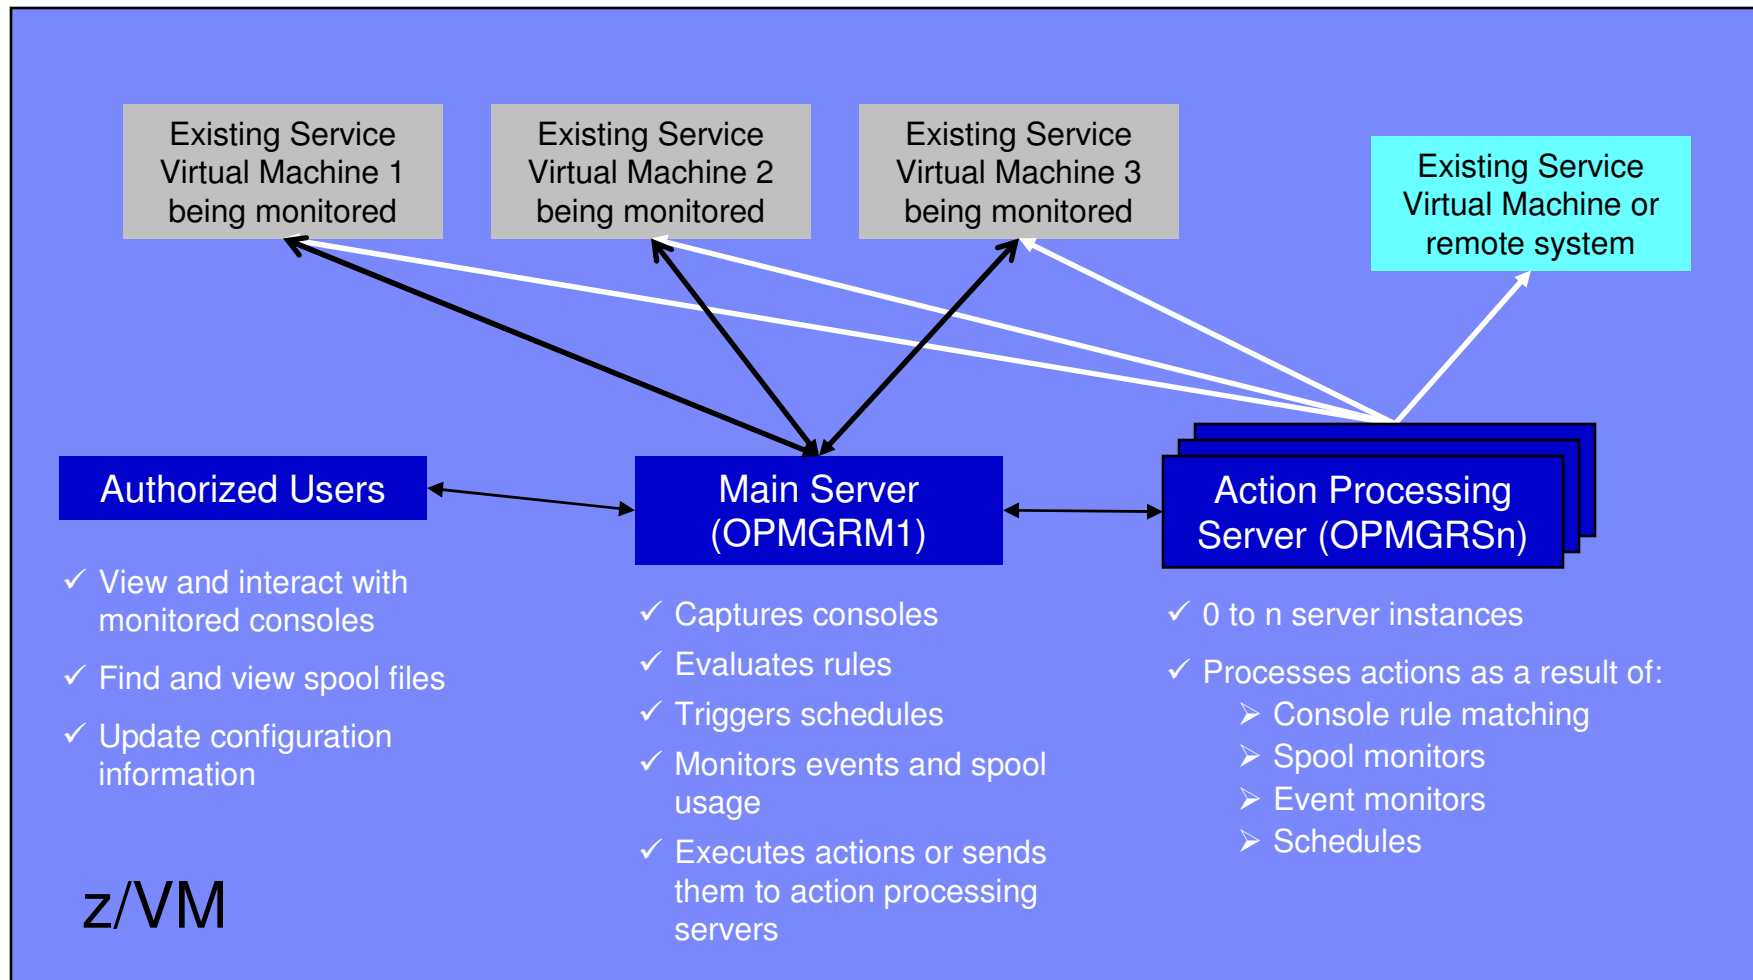 Existing Service
Virtual Machine 1
being monitored
Existing Service
Virtual Machine 2
being monitored
Existing Service
Virtual Machine 3
being monitored
Existing Service
Virtual Machine or
remote system
Authorized Users
✓ View and interact with
monitored consoles
✓ Find and view spool files
✓ Update configuration
information
Main Server
(OPMGRM1)
✓ Captures consoles
✓ Evaluates rules
✓ Triggers schedules
✓ Monitors events and spool
usage
✓ Executes actions or sends
them to action processing
servers
Action Processing
Server (OPMGRSn)
✓ 0 to n server instances
✓ Processes actions as a result of:
➢ Console rule matching
➢ Spool monitors
➢ Event monitors
➢ Schedules
z/VM